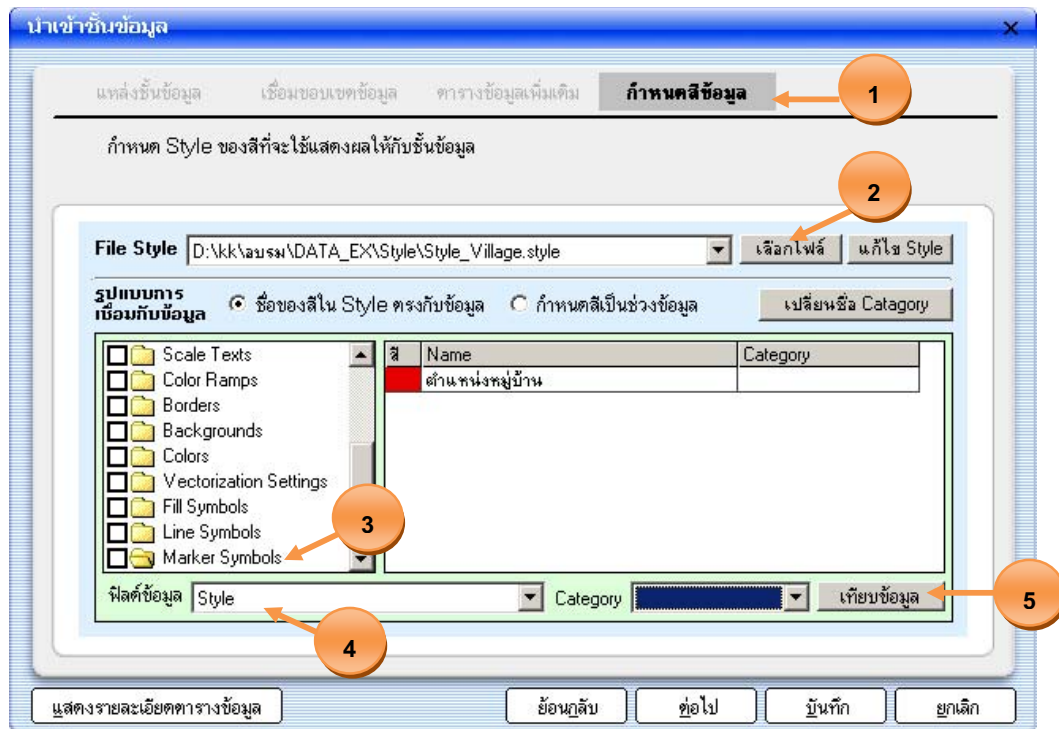 นำเข้าชั้นข้อมูล
แหล่งชั้นข้อมูล เชื่อมขอบเขตข้อมูล ตารางข้อมูลเพิ่มเติม กำหนดสีข้อมูล 1
กำหนด Style ของสีที่จะใช้แสดงผลให้กับชั้นข้อมูล
2
File Style D:\kk\อบรม\DATA_EX\Style\Style_Village.style เลือกไฟล์ แก้ไข Style
รูปแบบการ
เชื่อมกับข้อมูล ชื่อของสีใน Style ตรงกับข้อมูล กำหนดสีเป็นช่วงข้อมูล เปลี่ยนชื่อ Catagory
Scale Texts สี Name Category
Color Ramps ตำแหน่งหมู่บ้าน
Borders
Backgrounds
Colors
Vectorization Settings
Fill Symbols
Line Symbols 3
Marker Symbols
ฟิลด์ข้อมูล Style Category เทียบข้อมูล 5
4
แสดงรายละเอียดตารางข้อมูล ย้อนกลับ ต่อไป บันทึก ยกเลิก